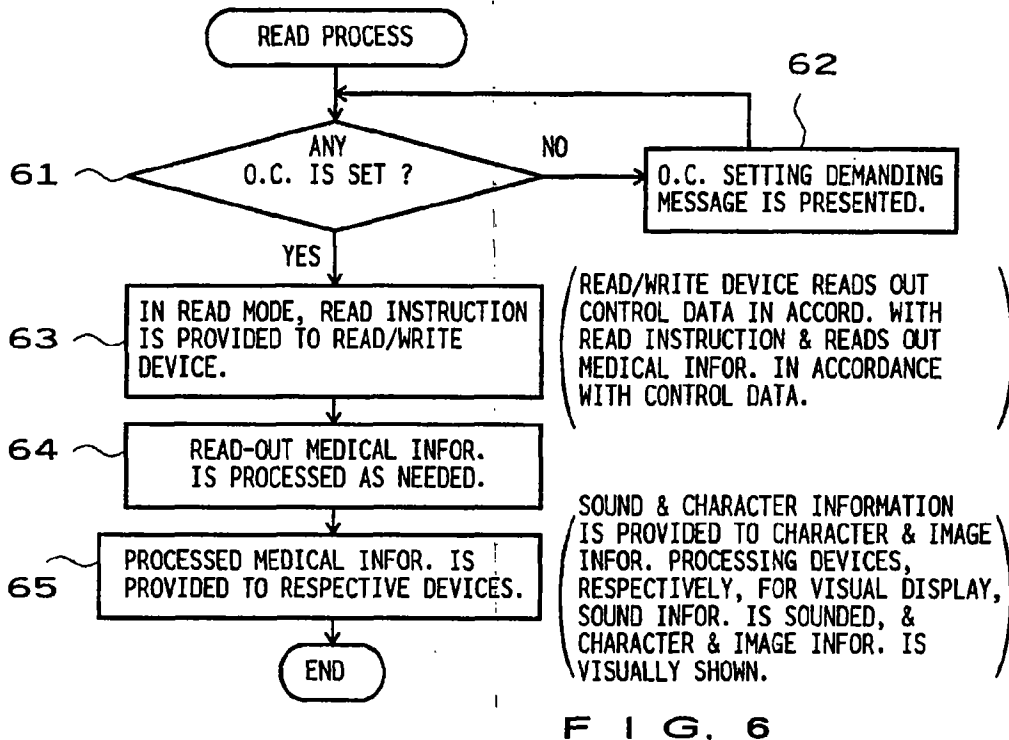 READ PROCESS
62
ANY
O.C. IS SET ?
61
NO
O.C. SETTING DEMANDING
MESSAGE IS PRESENTED.
YES
IN READ MODE, READ INSTRUCTION
IS PROVIDED TO READ/WRITE
DEVICE.
63
READ/WRITE DEVICE READS OUT
CONTROL DATA IN ACCORD. WITH
READ INSTRUCTION & READS OUT
MEDICAL INFOR. IN ACCORDANCE
WITH CONTROL DATA.
64
READ-OUT MEDICAL INFOR.
IS PROCESSED AS NEEDED.
65
PROCESSED MEDICAL INFOR. IS
PROVIDED TO RESPECTIVE DEVICES.
SOUND & CHARACTER INFORMATION
IS PROVIDED TO CHARACTER & IMAGE
INFOR. PROCESSING DEVICES,
RESPECTIVELY, FOR VISUAL DISPLAY,
SOUND INFOR. IS SOUNDED, &
CHARACTER & IMAGE INFOR. IS
VISUALLY SHOWN.
END
FIG. 6